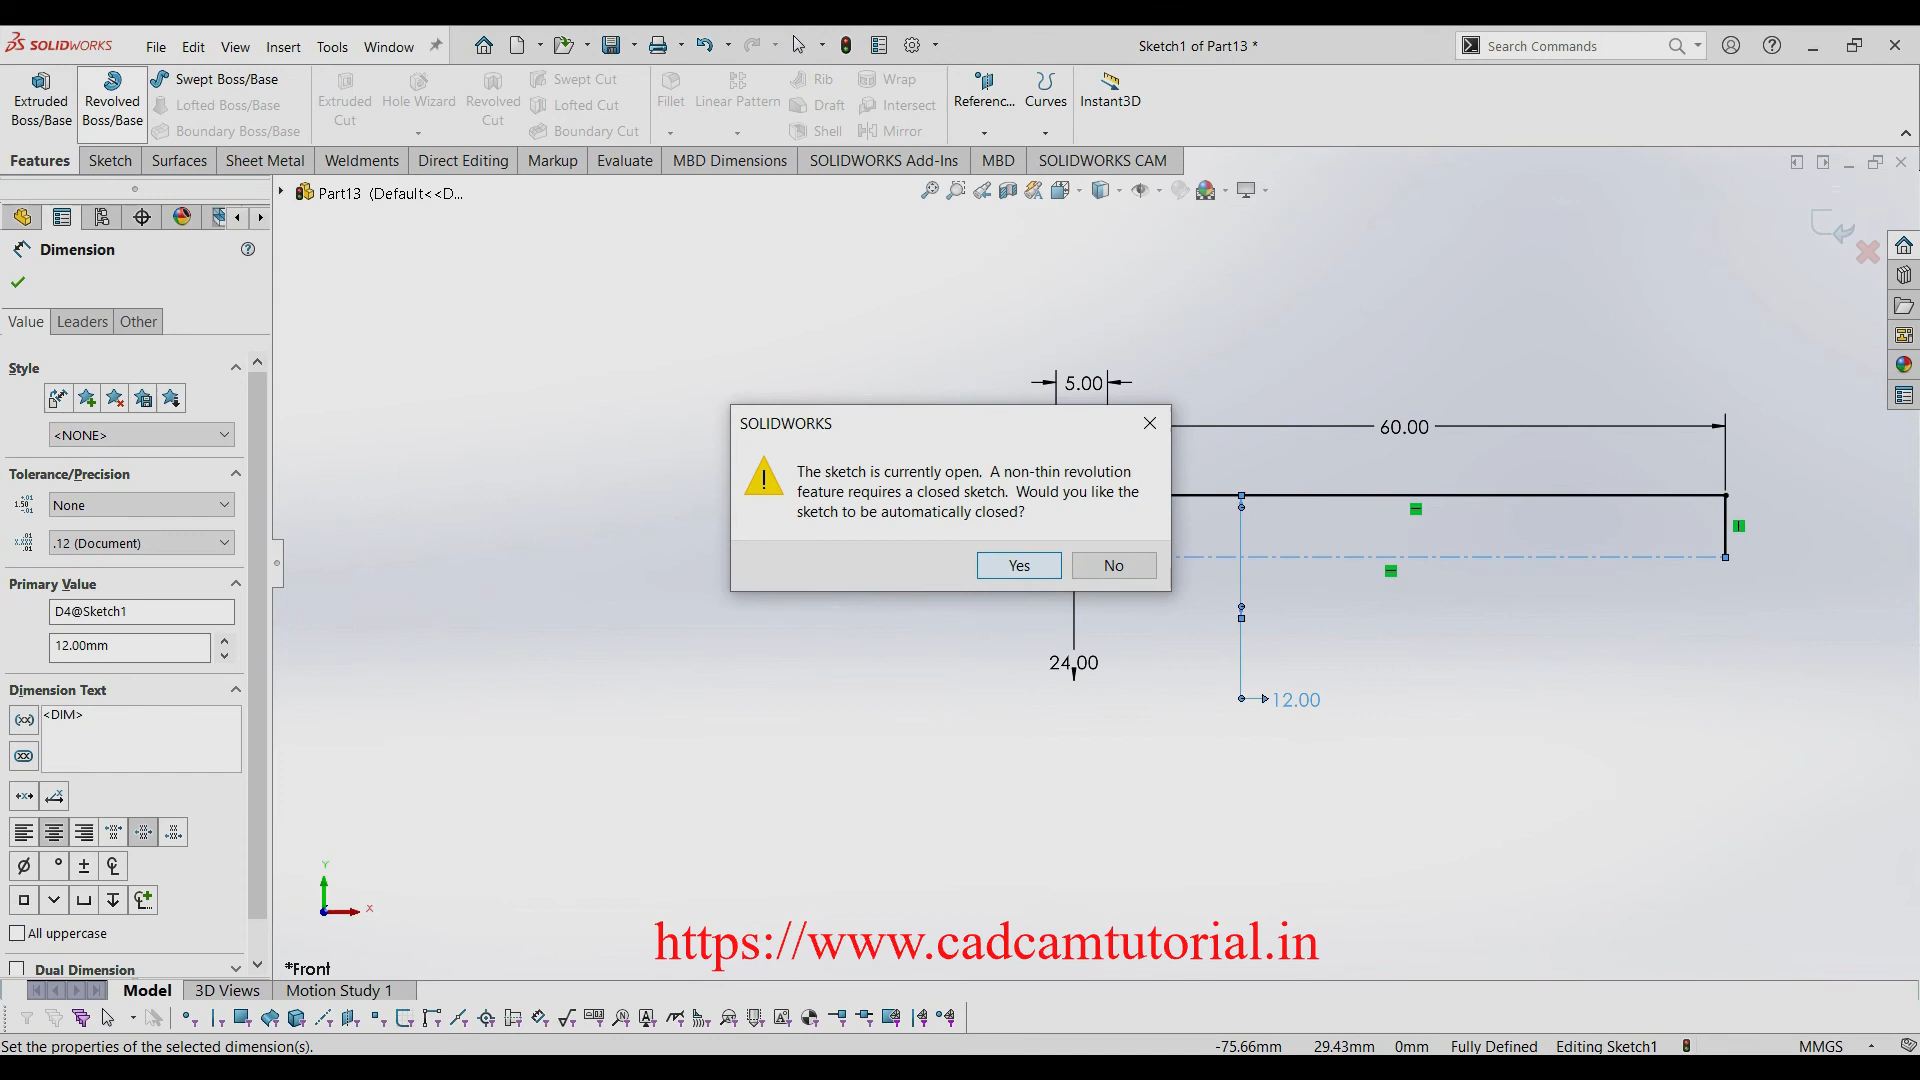 SOLIDWORKS File Edit View Insert Tools Window
Sketch1 of Part13 *
Search Commands
Extruded Boss/Base
Revolved Boss/Base
Swept Boss/Base
Lofted Boss/Base
Boundary Boss/Base
Extruded Cut
Hole Wizard
Revolved Cut
Swept Cut
Lofted Cut
Boundary Cut
Fillet
Linear Pattern
Rib
Draft
Shell
Wrap
Intersect
Mirror
Referenc...
Curves
Instant3D
Features Sketch Surfaces Sheet Metal Weldments Direct Editing Markup Evaluate MBD Dimensions SOLIDWORKS Add-Ins MBD SOLIDWORKS CAM
Part13 (Default<<D...
Dimension
Value Leaders Other
Style
<NONE>
Tolerance/Precision
None
.12 (Document)
Primary Value
D4@Sketch1
12.00mm
Dimension Text
<DIM>
All uppercase
Dual Dimension
5.00
60.00
SOLIDWORKS
The sketch is currently open. A non-thin revolution
feature requires a closed sketch. Would you like the
sketch to be automatically closed?
Yes No
24.00
12.00
Y
X
https://www.cadcamtutorial.in
*Front
Model 3D Views Motion Study 1
Set the properties of the selected dimension(s).
-75.66mm 29.43mm 0mm Fully Defined Editing Sketch1 MMGS